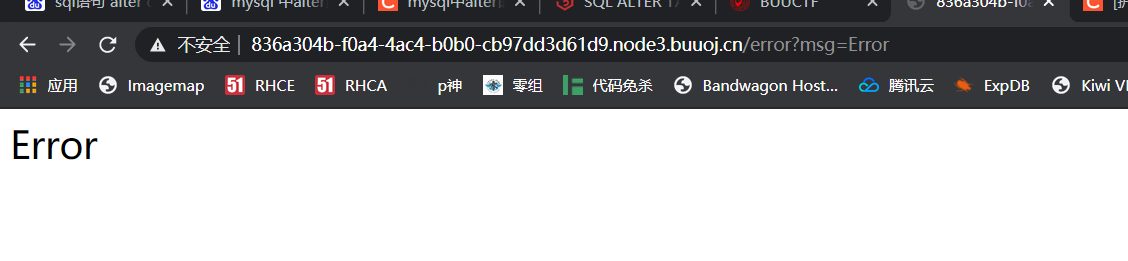 sql语句 alter
mysql 中alter
mysql中alter
SQL ALTER TA
BUUCTF
836a304b-f0a
不安全 836a304b-f0a4-4ac4-b0b0-cb97dd3d61d9.node3.buuoj.cn/error?msg=Error
应用 Imagemap RHCE RHCA p神 零组 代码免杀 Bandwagon Host... 腾讯云 ExpDB Kiwi
Error